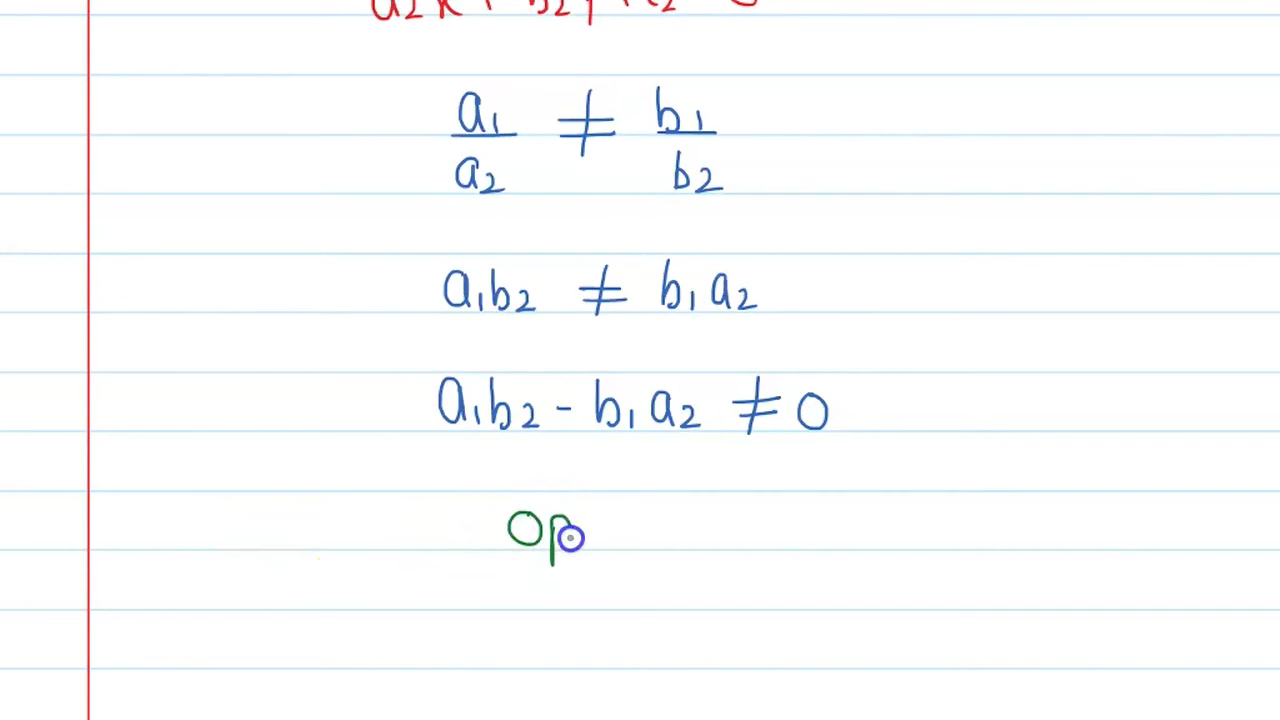 a₁ ≠ b₁
a₂ b₂
a₁b₂ ≠ b₁a₂
a₁b₂ - b₁a₂ ≠ 0
Op